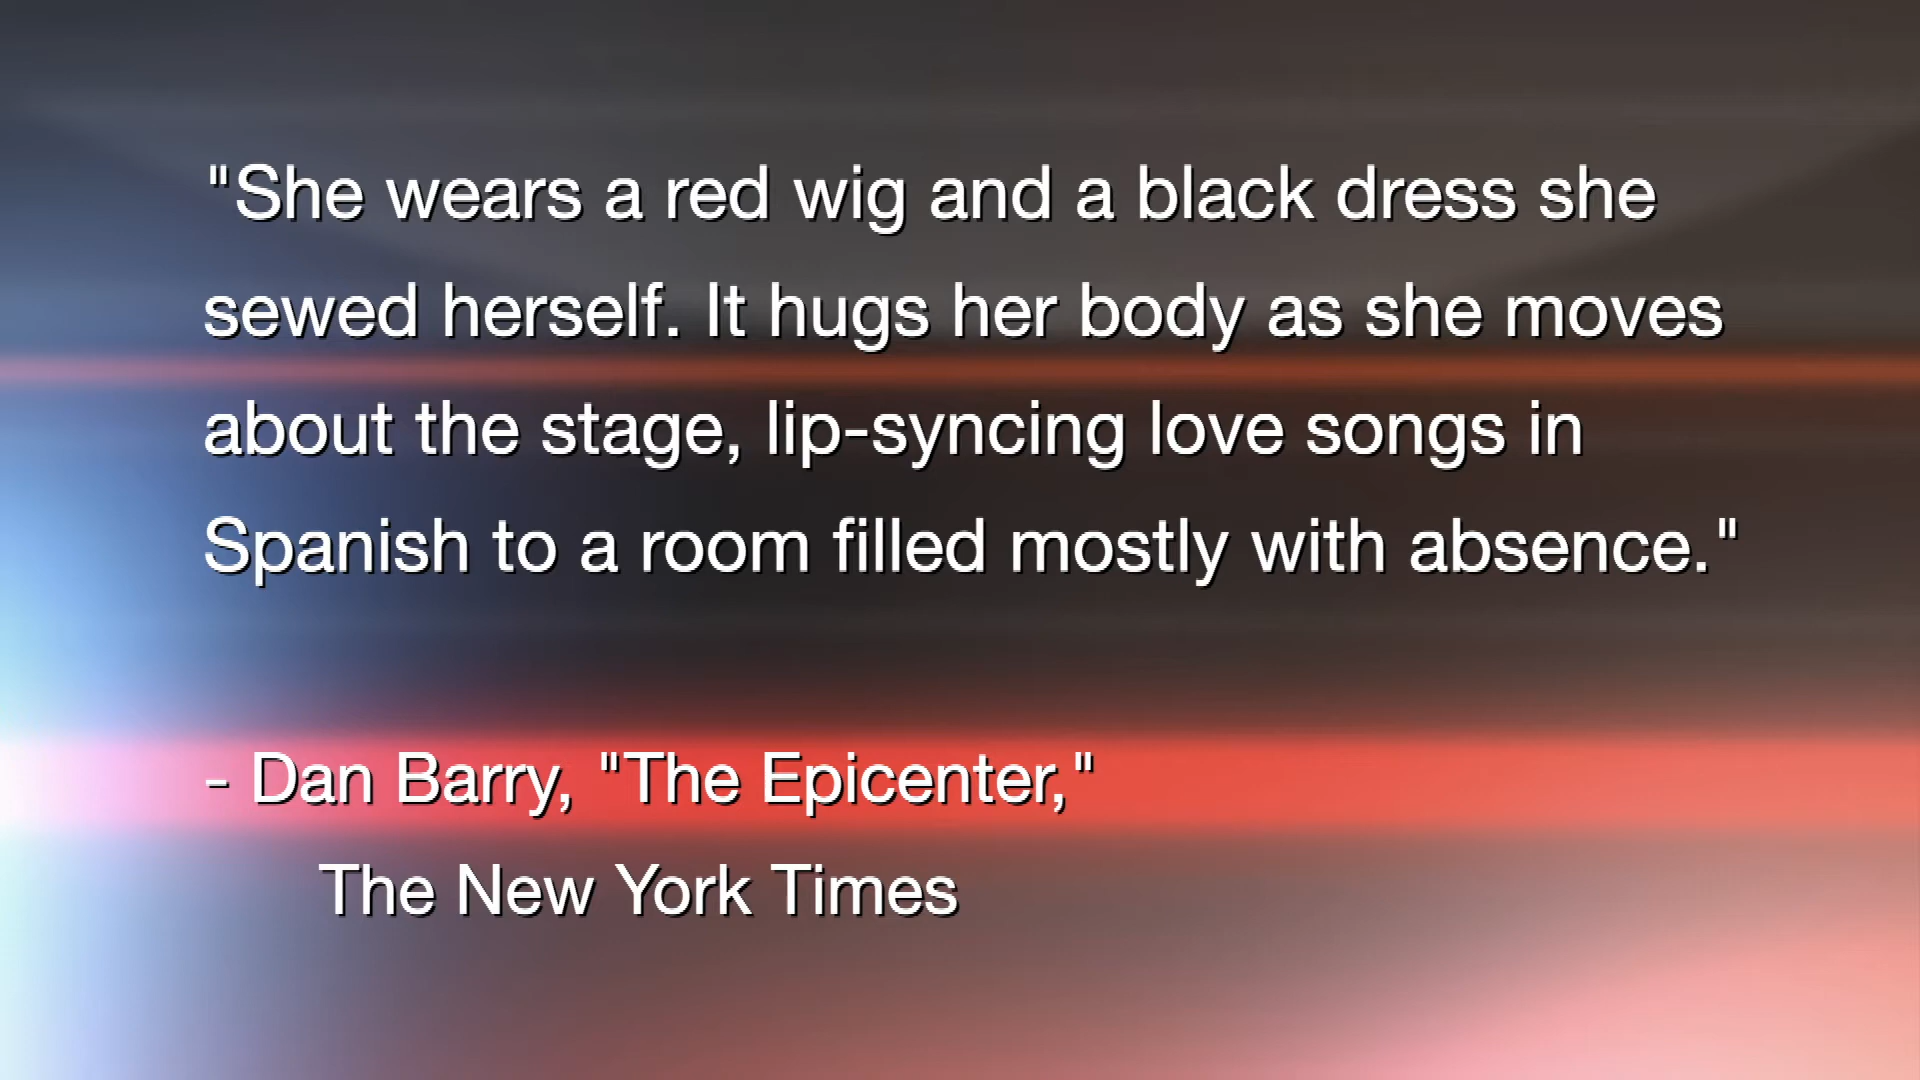 "She wears a red wig and a black dress she
sewed herself. It hugs her body as she moves
about the stage, lip-syncing love songs in
Spanish to a room filled mostly with absence."
- Dan Barry, "The Epicenter,"
The New York Times